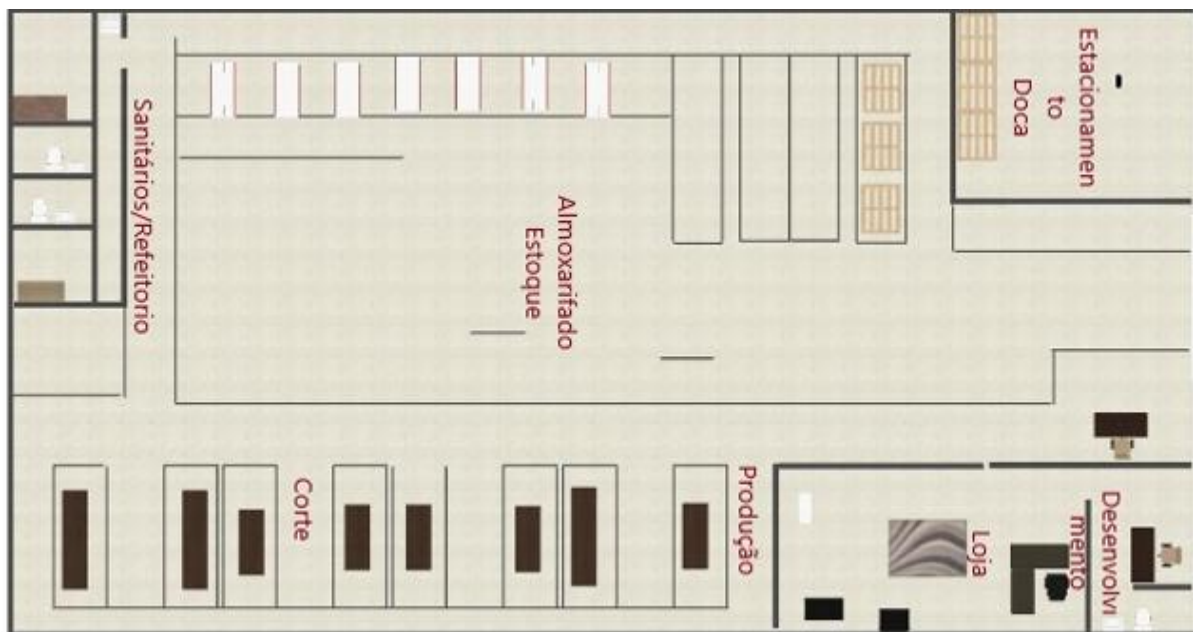 Sanitários/Refeitorio
Almoxarifado
Estoque
Estacionamen
to
Doca
Corte
Produção
Loja
Desenvolvi
mento